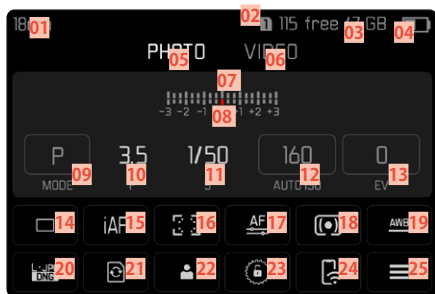 18 01 02 1 115 free 03 GB 04
PHOTO 05 VIDEO 06
07
-3 -2 -1 08 +1 +2 +3
P 09 3.5 10 1/50 11 160 12 0 13
MODE AUTO ISO EV
14 iAF 15 16 AF 17 18 AWB 19
DNG 20 21 22 23 24 25